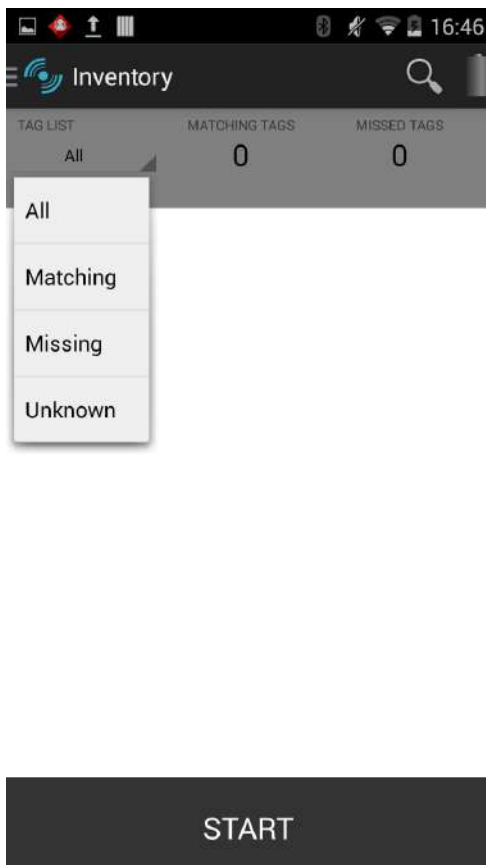 16:46
Inventory
TAG LIST MATCHING TAGS MISSED TAGS
All 0 0
All
Matching
Missing
Unknown
START